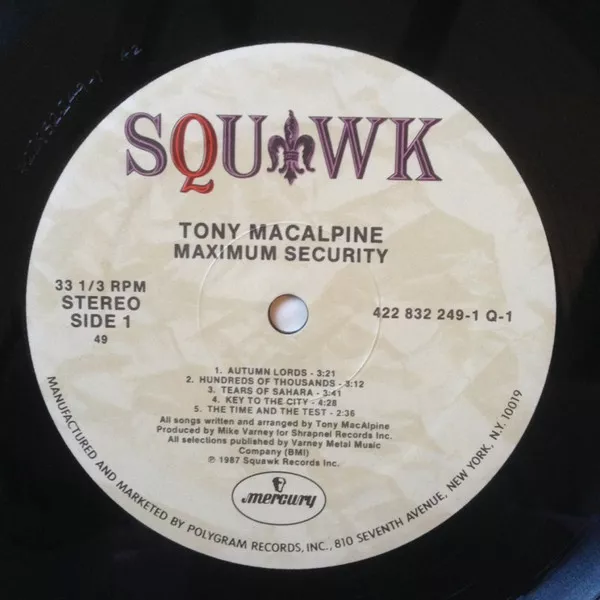 SQUAWK
TONY MACALPINE
MAXIMUM SECURITY
33 1/3 RPM
STEREO
SIDE 1
49
422 832 249-1 Q-1
1. AUTUMN LORDS - 3:21
2. HUNDREDS OF THOUSANDS - 3:12
3. TEARS OF SAHARA - 3:41
4. KEY TO THE CITY - 4:28
5. THE TIME AND THE TEST - 2:36
All songs written and arranged by Tony MacAlpine
Produced by Mike Varney for Shrapnel Records Inc.
All selections published by Varney Metal Music
Company (BMI)
℗ 1987 Squawk Records Inc.
mercury
MANUFACTURED AND MARKETED BY POLYGRAM RECORDS, INC., 810 SEVENTH AVENUE, NEW YORK, N.Y. 10019